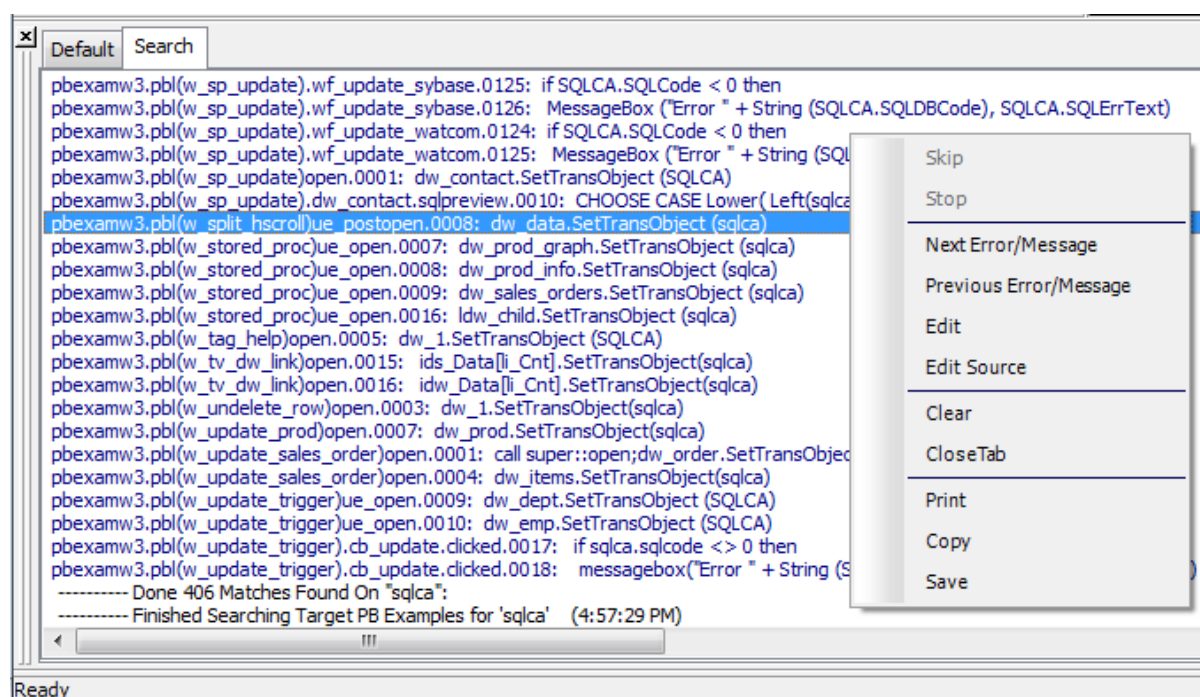 Default
Search
pbexamw3.pbl(w_sp_update).wf_update_sybase.0125: if SQLCA.SQLCode < 0 then
pbexamw3.pbl(w_sp_update).wf_update_sybase.0126: MessageBox ("Error " + String (SQLCA.SQLDBCode), SQLCA.SQLErrText)
pbexamw3.pbl(w_sp_update).wf_update_watcom.0124: if SQLCA.SQLCode < 0 then
pbexamw3.pbl(w_sp_update).wf_update_watcom.0125: MessageBox ("Error " + String (SQL
pbexamw3.pbl(w_sp_update)open.0001: dw_contact.SetTransObject (SQLCA)
pbexamw3.pbl(w_sp_update).dw_contact.sqlpreview.0010: CHOOSE CASE Lower( Left(sqlca
pbexamw3.pbl(w_split_hscroll)ue_postopen.0008: dw_data.SetTransObject (sqlca)
pbexamw3.pbl(w_stored_proc)ue_open.0007: dw_prod_graph.SetTransObject (sqlca)
pbexamw3.pbl(w_stored_proc)ue_open.0008: dw_prod_info.SetTransObject (sqlca)
pbexamw3.pbl(w_stored_proc)ue_open.0009: dw_sales_orders.SetTransObject (sqlca)
pbexamw3.pbl(w_stored_proc)ue_open.0016: ldw_child.SetTransObject (sqlca)
pbexamw3.pbl(w_tag_help)open.0005: dw_1.SetTransObject (SQLCA)
pbexamw3.pbl(w_tv_dw_link)open.0015: ids_Data[li_Cnt].SetTransObject(sqlca)
pbexamw3.pbl(w_tv_dw_link)open.0016: idw_Data[li_Cnt].SetTransObject(sqlca)
pbexamw3.pbl(w_undelete_row)open.0003: dw_1.SetTransObject(sqlca)
pbexamw3.pbl(w_update_prod)open.0007: dw_prod.SetTransObject(sqlca)
pbexamw3.pbl(w_update_sales_order)open.0001: call super::open;dw_order.SetTransObjec
pbexamw3.pbl(w_update_sales_order)open.0004: dw_items.SetTransObject(sqlca)
pbexamw3.pbl(w_update_trigger)ue_open.0009: dw_dept.SetTransObject (SQLCA)
pbexamw3.pbl(w_update_trigger)ue_open.0010: dw_emp.SetTransObject (SQLCA)
pbexamw3.pbl(w_update_trigger).cb_update.clicked.0017: if sqlca.sqlcode <> 0 then
pbexamw3.pbl(w_update_trigger).cb_update.clicked.0018: messagebox("Error " + String (S
---------- Done 406 Matches Found On "sqlca":
---------- Finished Searching Target PB Examples for 'sqlca' (4:57:29 PM)
Skip
Stop
Next Error/Message
Previous Error/Message
Edit
Edit Source
Clear
CloseTab
Print
Copy
Save
Ready